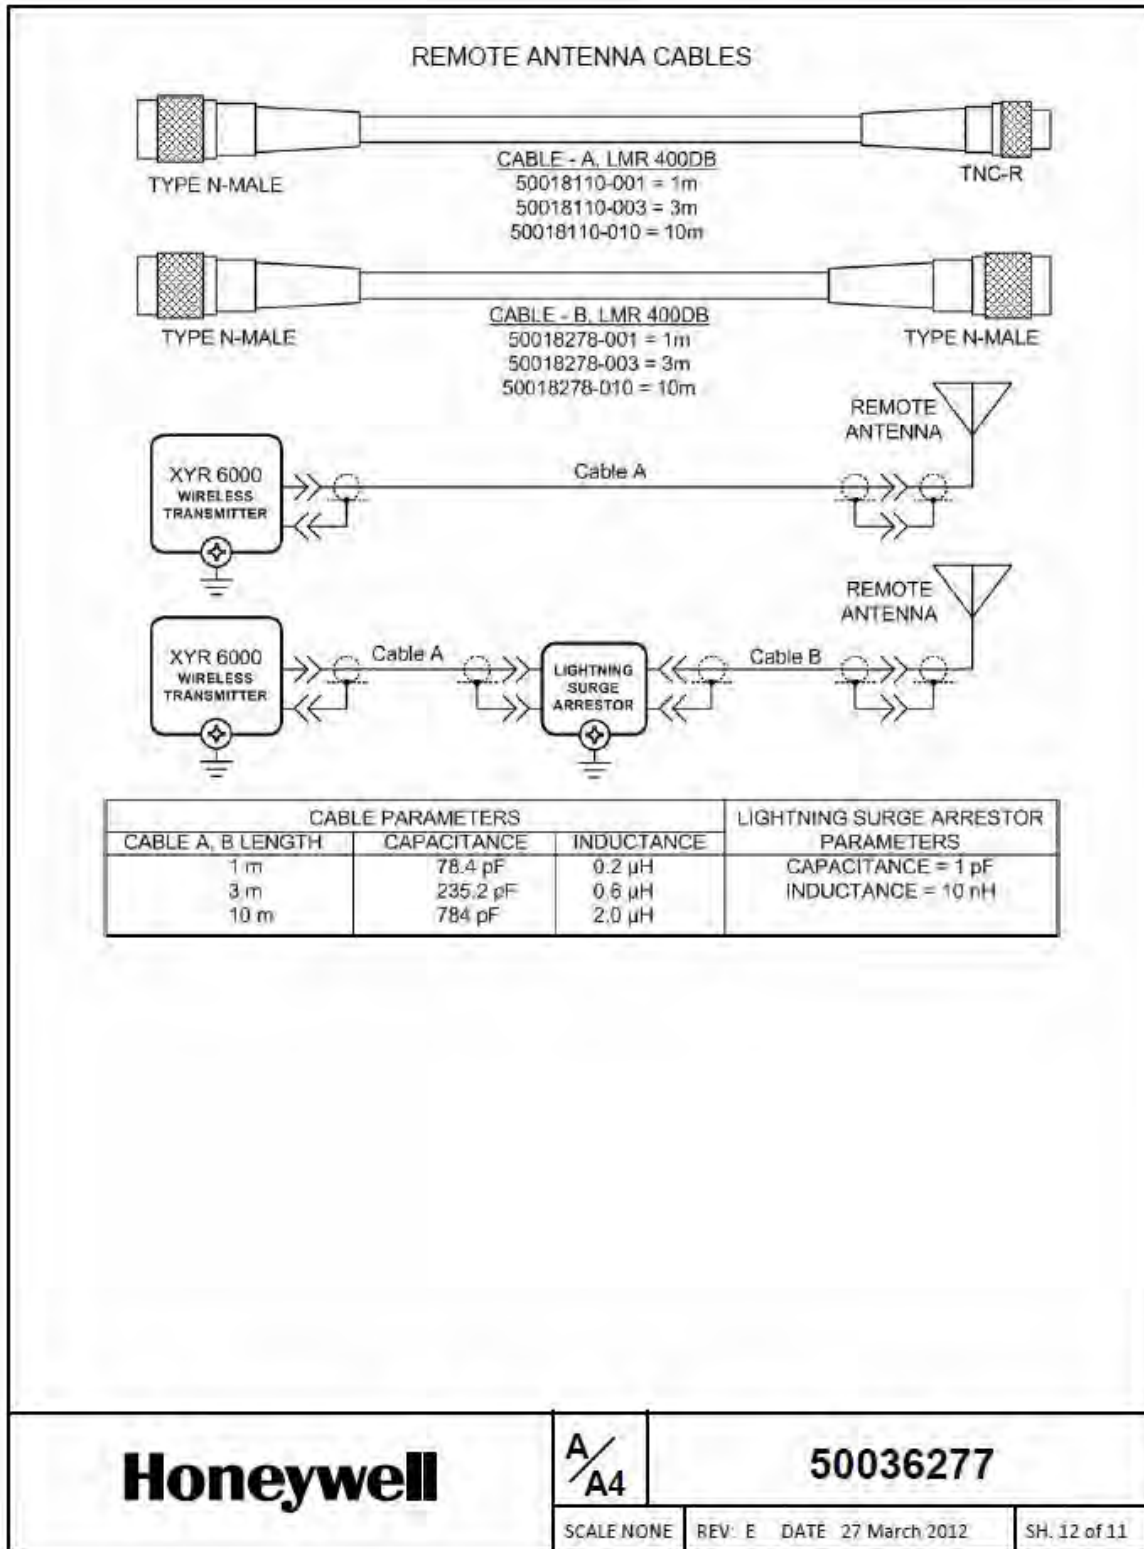 REMOTE ANTENNA CABLES
TYPE N-MALE
CABLE - A, LMR 400DB
50018110-001 = 1m
50018110-003 = 3m
50018110-010 = 10m
TNC-R
TYPE N-MALE
CABLE - B, LMR 400DB
50018278-001 = 1m
50018278-003 = 3m
50018278-010 = 10m
TYPE N-MALE
REMOTE
ANTENNA
XYR 6000
WIRELESS
TRANSMITTER
Cable A
REMOTE
ANTENNA
XYR 6000
WIRELESS
TRANSMITTER
Cable A
LIGHTNING
SURGE
ARRESTOR
Cable B
CABLE PARAMETERS LIGHTNING SURGE ARRESTOR
CABLE A, B LENGTH CAPACITANCE INDUCTANCE PARAMETERS
1 m 78.4 pF 0.2 µH CAPACITANCE = 1 pF
3 m 235.2 pF 0.6 µH INDUCTANCE = 10 nH
10 m 784 pF 2.0 µH
Honeywell
A/A4
50036277
SCALE NONE REV: E DATE 27 March 2012 SH. 12 of 11